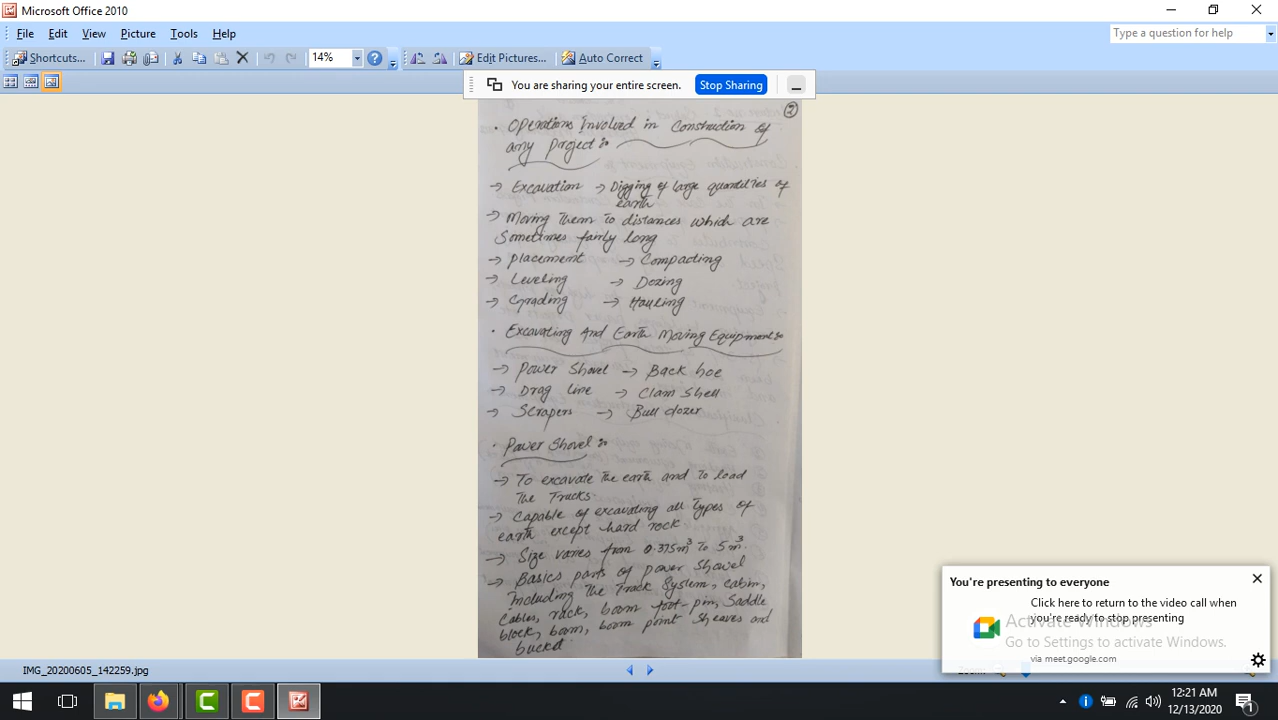 Microsoft Office 2010
File Edit View Picture Tools Help
Type a question for help
Shortcuts... 14% Edit Pictures... Auto Correct
You are sharing your entire screen. Stop Sharing
2
• Operations Involved in Construction of
any project:
→ Excavation → Digging of large quantities of
earth
→ Moving Them To distances which are
Sometimes fairly long
→ placement → Compacting
→ Leveling → Dozing
→ Grading → Hauling
• Excavating And Earth Moving Equipment:
→ Power Shovel → Back hoe
→ Drag line → Clam Shell
→ Scrapers → Bull dozer
• Power Shovel:
→ To excavate The earth and To load
The Trucks.
→ Capable of excavating all Types of
earth except hard rock
→ Size varies from 0.375m³ To 5m³.
→ Basics parts of power Shovel
Including The Track System, cabin,
Cables, rack, boom foot-pin, Saddle
block, boom, boom point Sheaves and
bucket
You're presenting to everyone
Click here to return to the video call when
you're ready to stop presenting
via meet.google.com
Activate Windows
Go to Settings to activate Windows.
IMG_20200605_142259.jpg
Zoom:
12:21 AM
12/13/2020
1